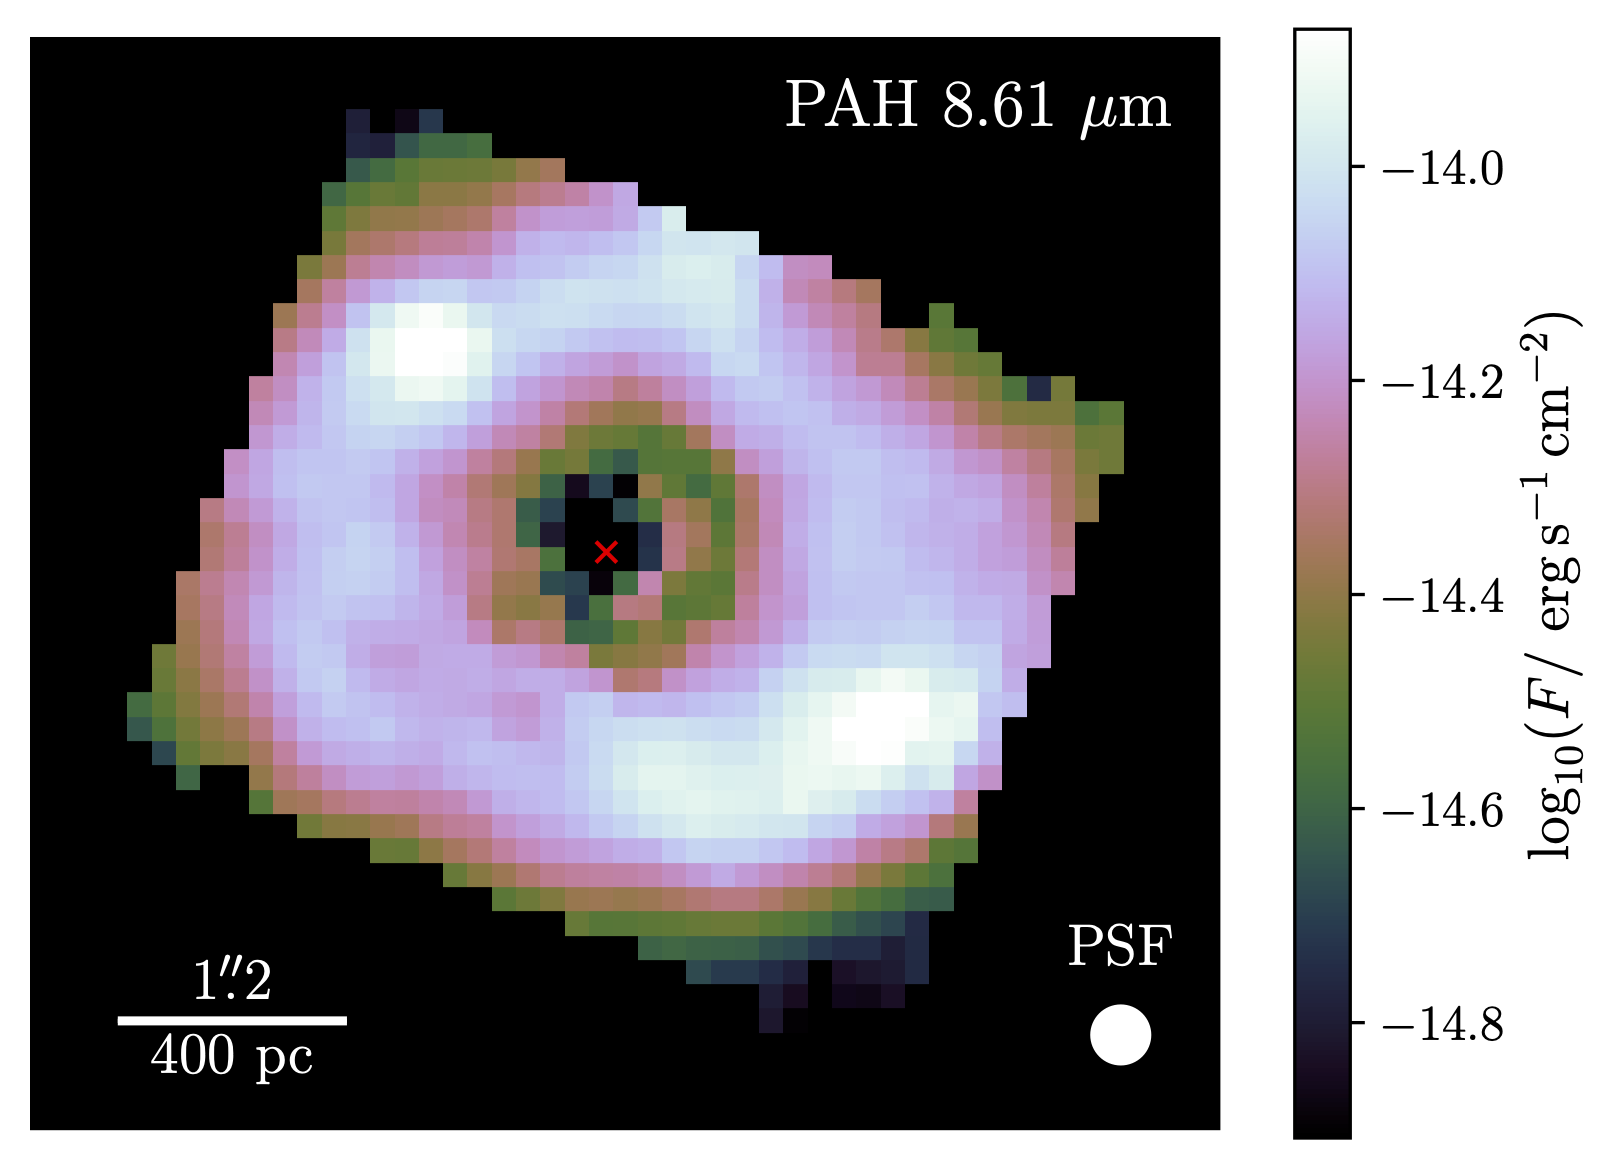 PAH 8.61 μm
PSF
1″.2
400 pc
−14.0
−14.2
−14.4
−14.6
−14.8
log₁₀(F/ erg s⁻¹ cm⁻²)